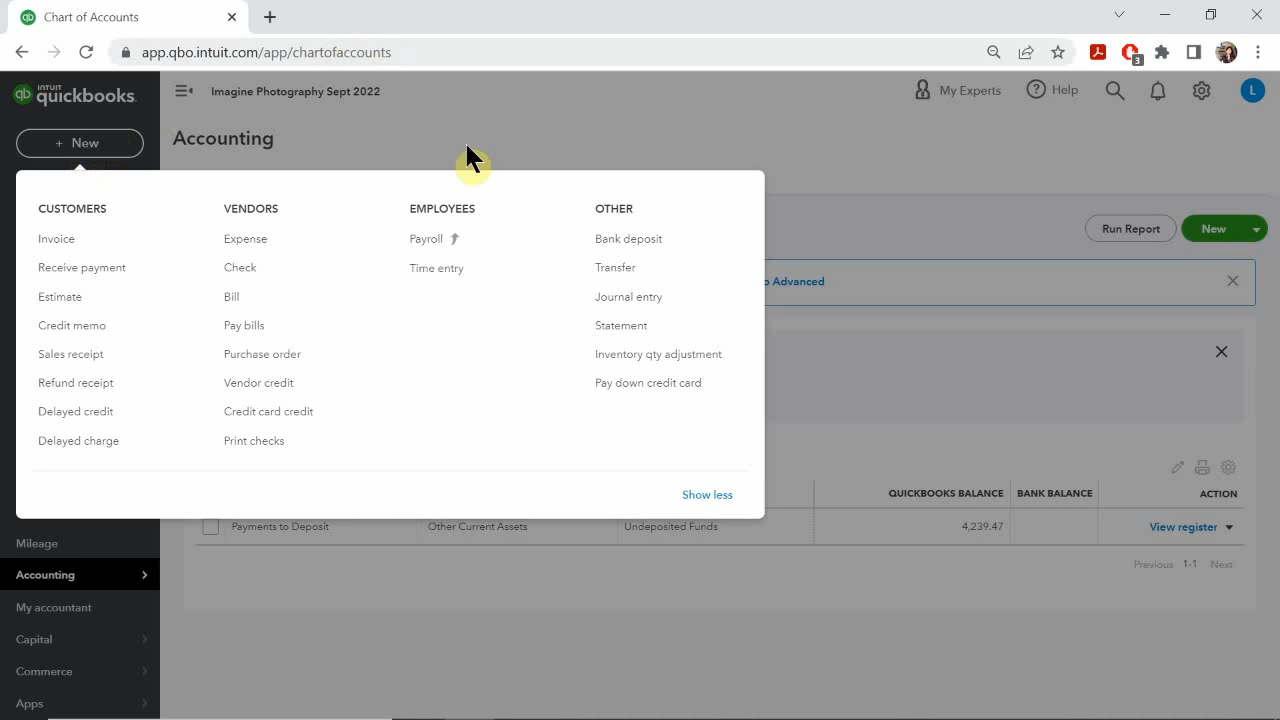 Chart of Accounts
app.qbo.intuit.com/app/chartofaccounts
3
qb INTUIT quickbooks.
Imagine Photography Sept 2022
My Experts
Help
L
+ New
Accounting
CUSTOMERS
Invoice
Receive payment
Estimate
Credit memo
Sales receipt
Refund receipt
Delayed credit
Delayed charge
VENDORS
Expense
Check
Bill
Pay bills
Purchase order
Vendor credit
Credit card credit
Print checks
EMPLOYEES
Payroll
Time entry
OTHER
Bank deposit
Transfer
Journal entry
Statement
Inventory qty adjustment
Pay down credit card
Show less
Run Report
New
Advanced
QUICKBOOKS BALANCE BANK BALANCE ACTION
Payments to Deposit Other Current Assets Undeposited Funds 4,239.47 View register
Previous 1-1 Next
Mileage
Accounting
My accountant
Capital
Commerce
Apps